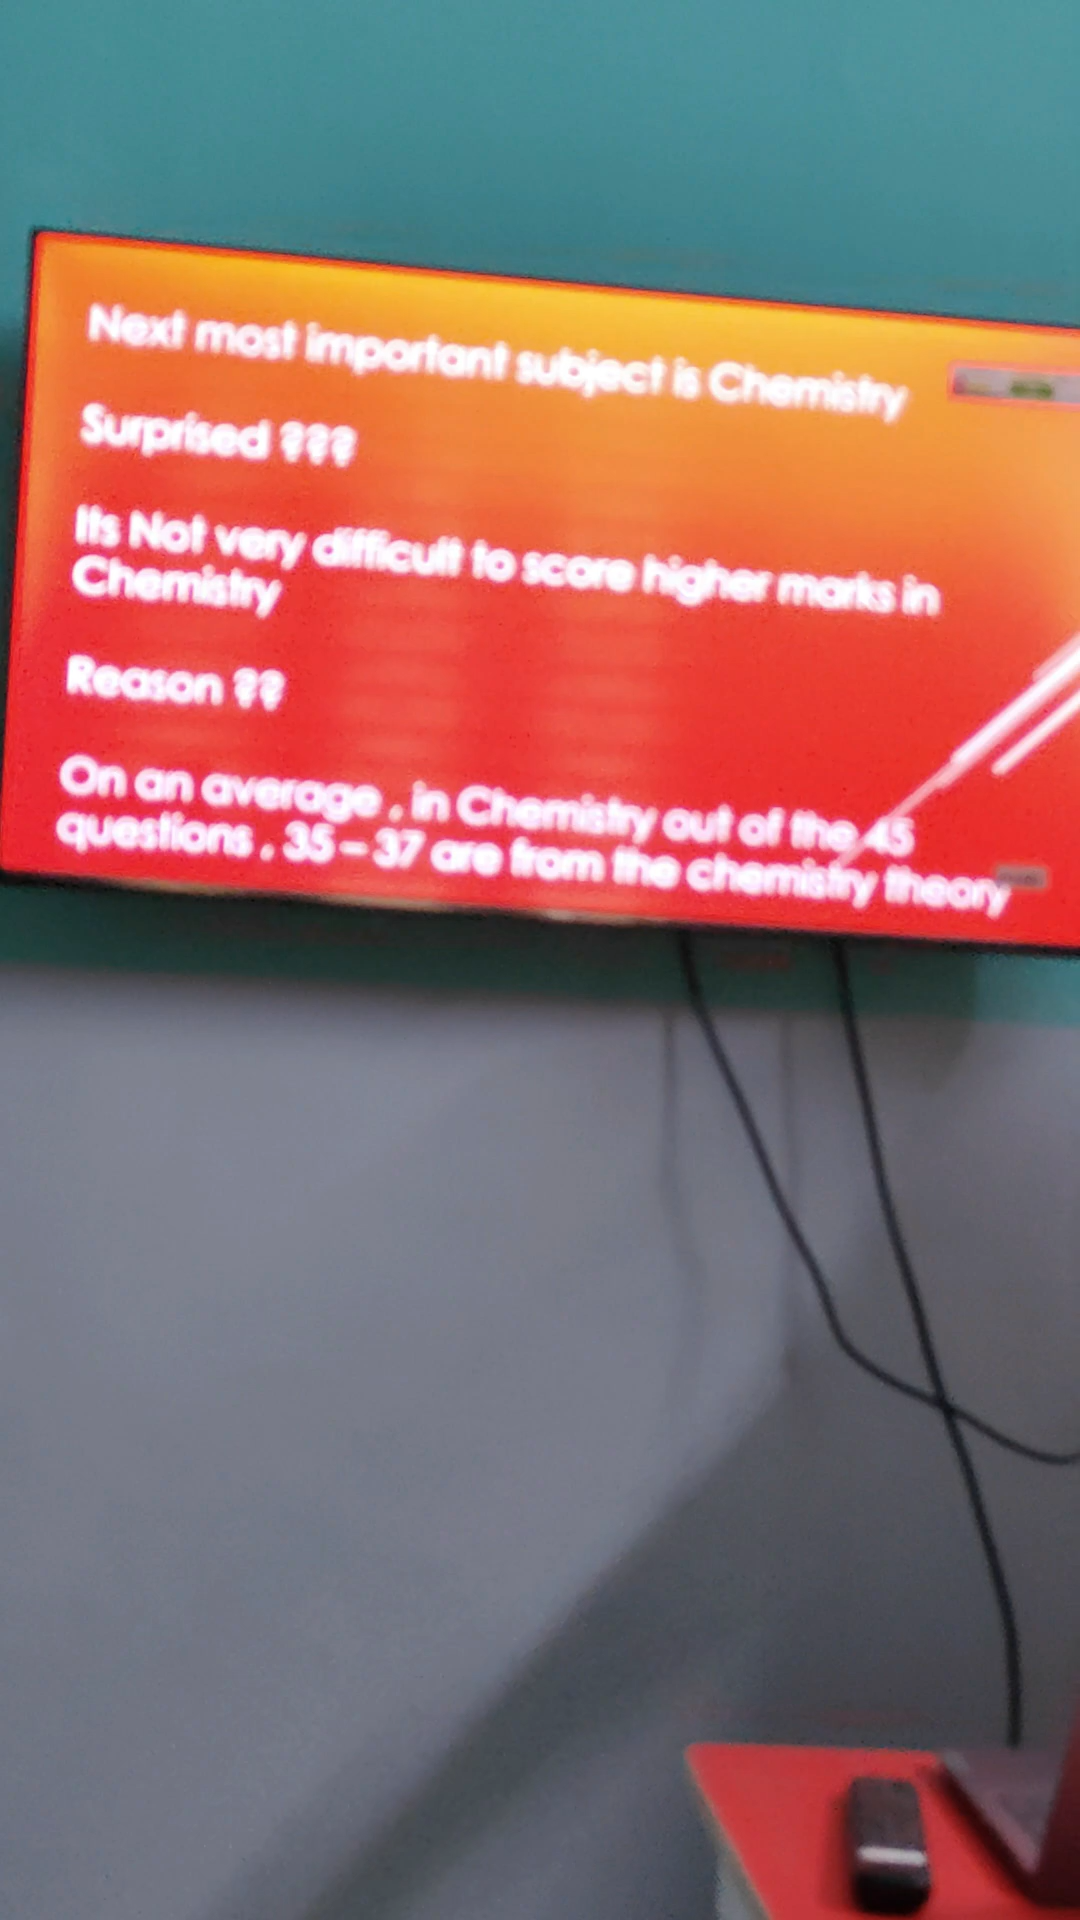 Next most important subject is Chemistry
Surprised ???
Its Not very difficult to score higher marks in
Chemistry
Reason ??
On an average , in Chemistry out of the 45
questions , 35 – 37 are from the chemistry theory